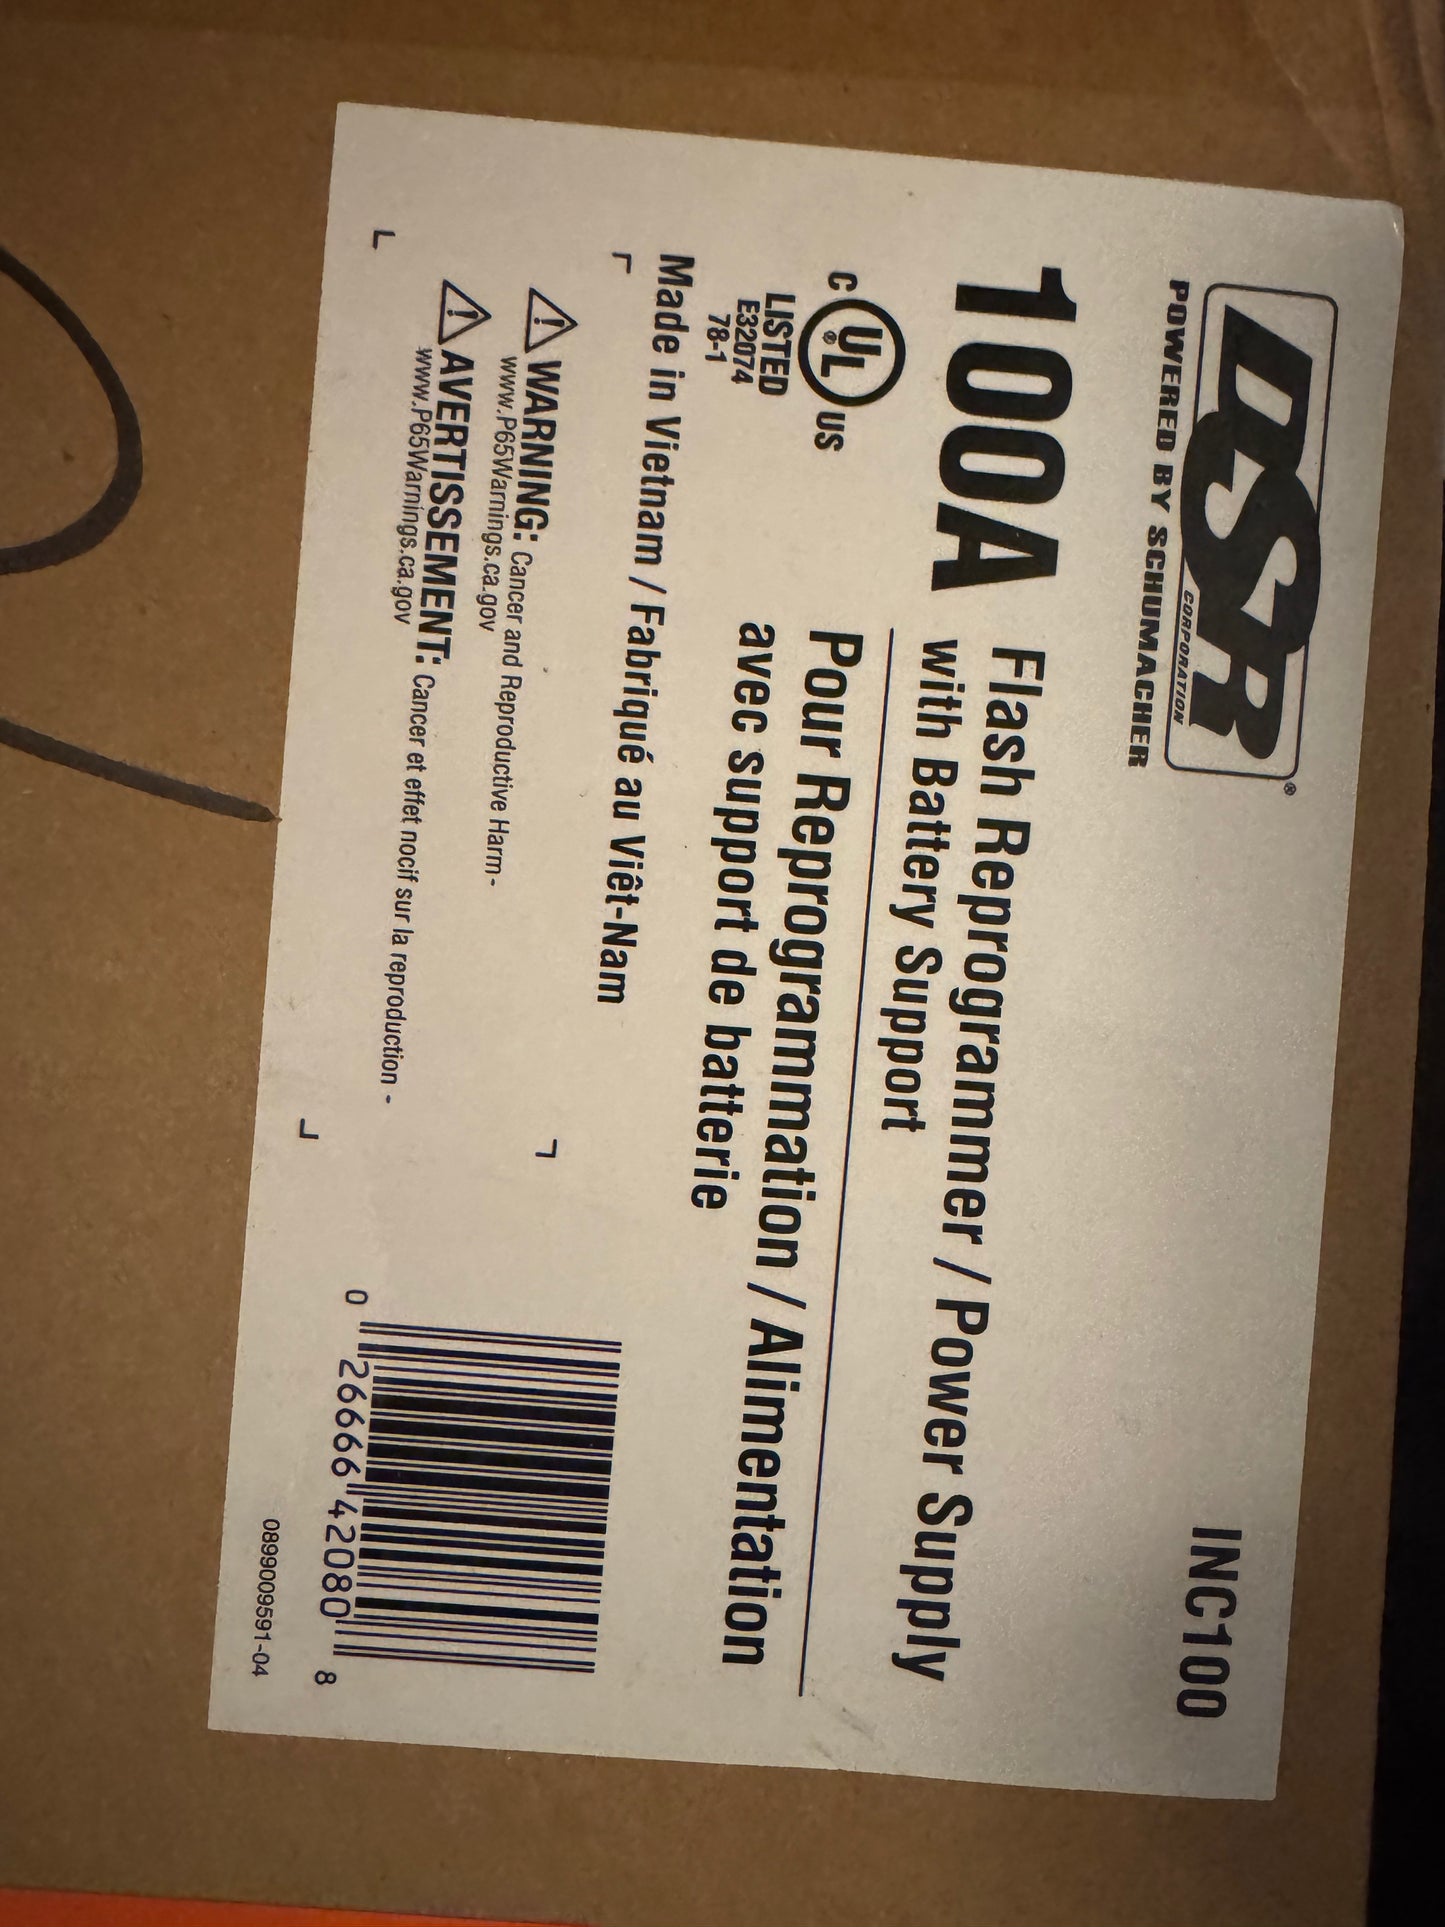 DSR
CORPORATION
®
POWERED BY SCHUMACHER
INC100
100A
Flash Reprogrammer / Power Supply
with Battery Support
Pour Reprogrammation / Alimentation
avec support de batterie
C UL® US
LISTED
E32074
78-1
Made in Vietnam / Fabriqué au Viêt-Nam
WARNING: Cancer and Reproductive Harm-
www.P65Warnings.ca.gov
AVERTISSEMENT: Cancer et effet nocif sur la reproduction -
www.P65Warnings.ca.gov
0 26666 42080 8
0899009591-04